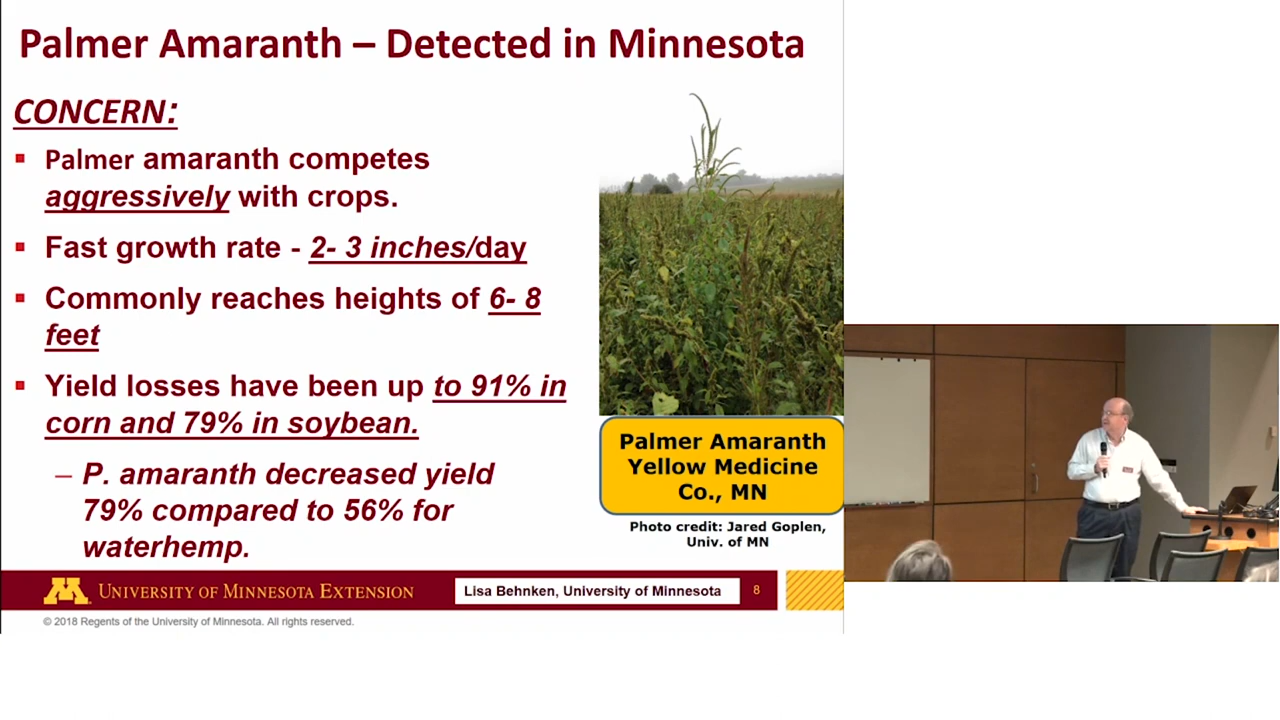 Palmer Amaranth – Detected in Minnesota
CONCERN:
▪ Palmer amaranth competes
aggressively with crops.
▪ Fast growth rate - 2- 3 inches/day
▪ Commonly reaches heights of 6- 8
feet
▪ Yield losses have been up to 91% in
corn and 79% in soybean.
– P. amaranth decreased yield
79% compared to 56% for
waterhemp.
Palmer Amaranth
Yellow Medicine
Co., MN
Photo credit: Jared Goplen,
Univ. of MN
M UNIVERSITY OF MINNESOTA EXTENSION
Lisa Behnken, University of Minnesota
8
© 2018 Regents of the University of Minnesota. All rights reserved.